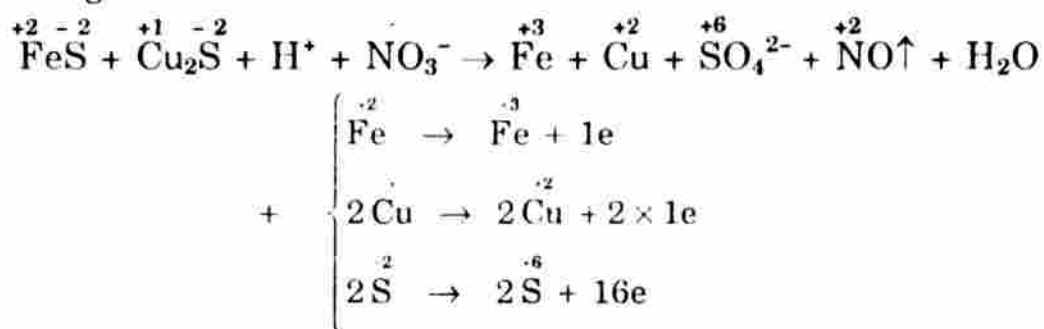 +2 -2 +1 -2 +3 +2 +6 +2
FeS + Cu₂S + H⁺ + NO₃⁻ → Fe + Cu + SO₄²⁻ + NO↑ + H₂O
+2 +3
Fe → Fe + 1e
+2
+ 2Cu → 2Cu + 2 × 1e
-2 +6
2S → 2S + 16e